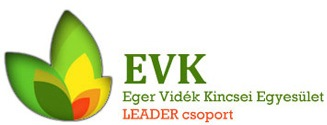 EVK
Eger Vidék Kincsei Egyesület
LEADER csoport